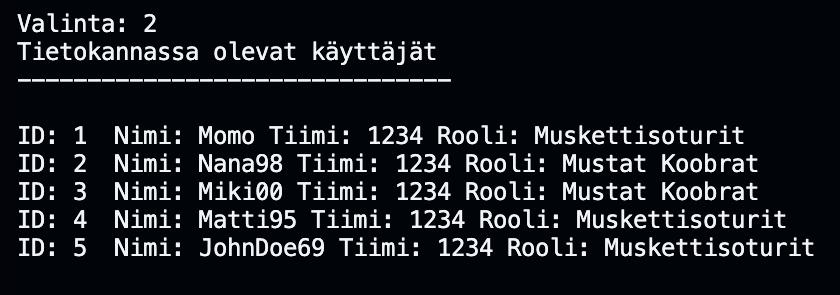 Valinta: 2
Tietokannassa olevat käyttäjät
-------------------------------
ID: 1  Nimi: Momo Tiimi: 1234 Rooli: Muskettisoturit
ID: 2  Nimi: Nana98 Tiimi: 1234 Rooli: Mustat Koobrat
ID: 3  Nimi: Miki00 Tiimi: 1234 Rooli: Mustat Koobrat
ID: 4  Nimi: Matti95 Tiimi: 1234 Rooli: Muskettisoturit
ID: 5  Nimi: JohnDoe69 Tiimi: 1234 Rooli: Muskettisoturit